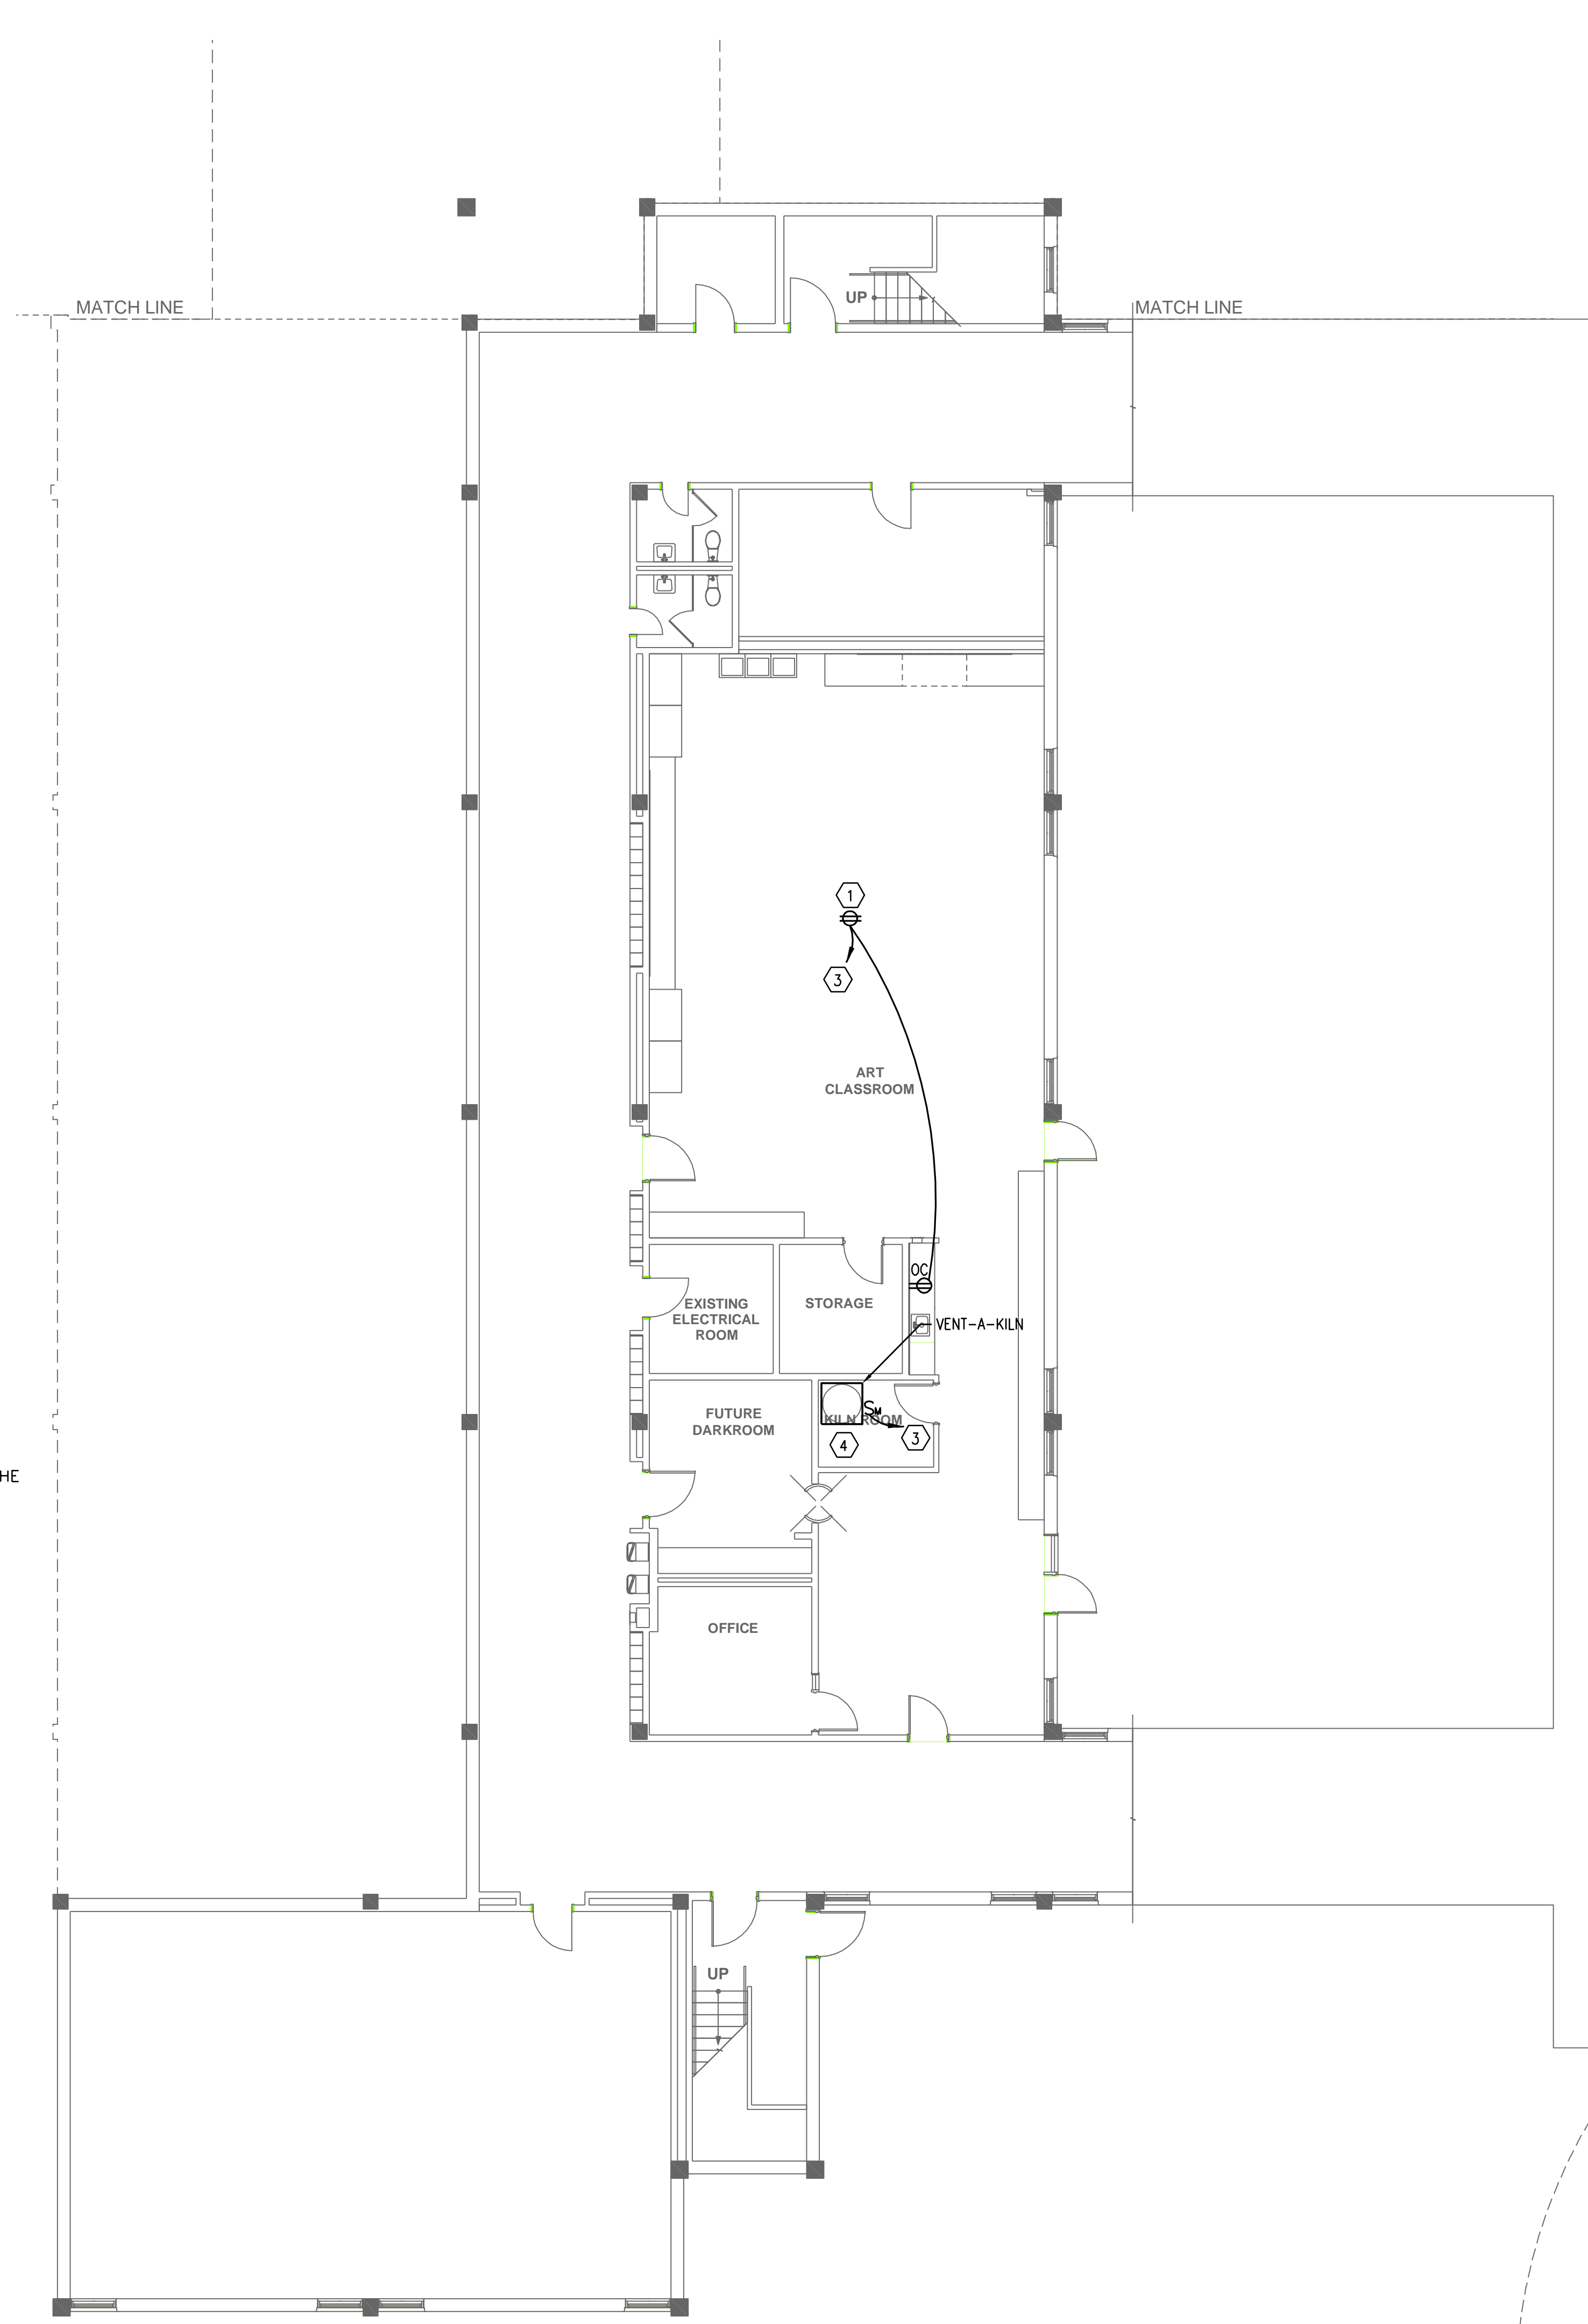 MATCH LINE
MATCH LINE
UP
1
3
ART
CLASSROOM
OC
EXISTING
ELECTRICAL
ROOM
STORAGE
VENT-A-KILN
FUTURE
DARKROOM
SM
KILN ROOM
4
3
HE
OFFICE
UP